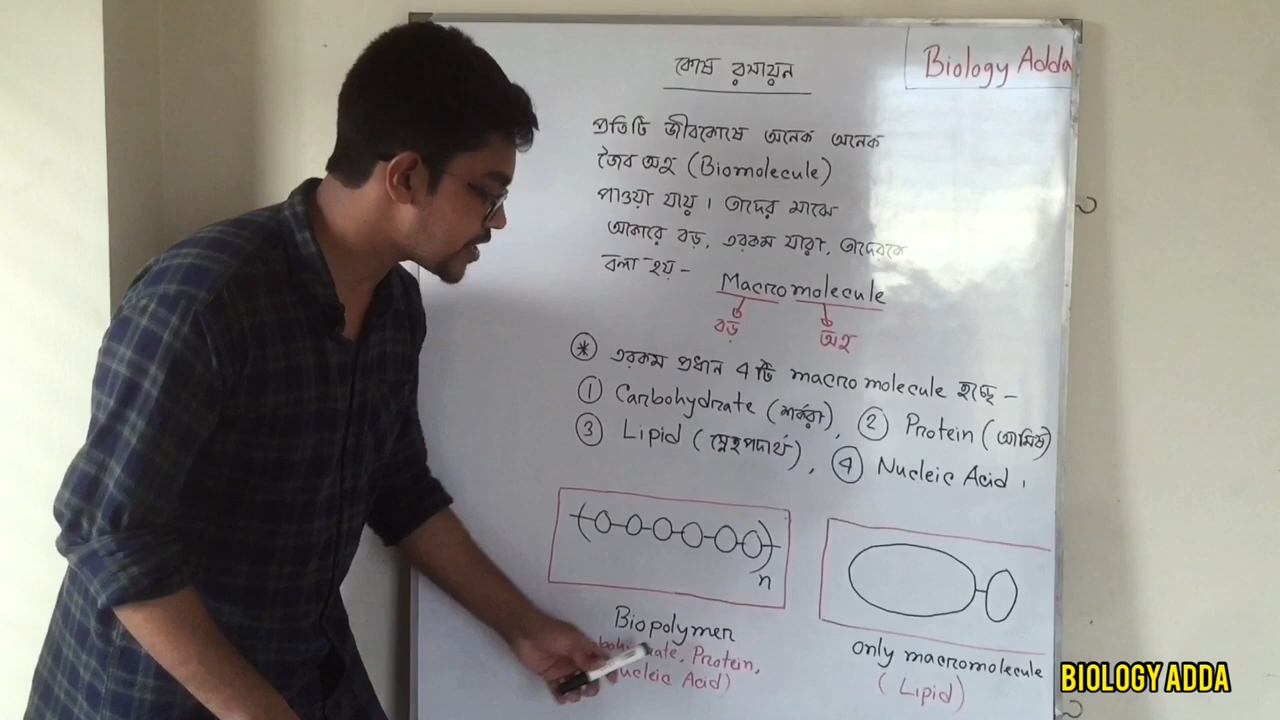 কোষ রসায়ন
Biology Adda
প্রতিটি জীবকোষে অনেক অনেক
জৈব অণু (Biomolecule)
পাওয়া যায়। তাদের মাঝে
আকারে বড়, এরকম যারা, তাদেরকে
বলা হয় -
Macromolecule
বড় অণু
* এরকম প্রধান 4 টি macromolecule হচ্ছে -
1 Carbohydrate (শর্করা), 2 Protein (আমিষ)
3 Lipid (স্নেহপদার্থ), 4 Nucleic Acid।
n
Biopolymer
Protein,
Acid)
only macromolecule
(Lipid)
BIOLOGY ADDA